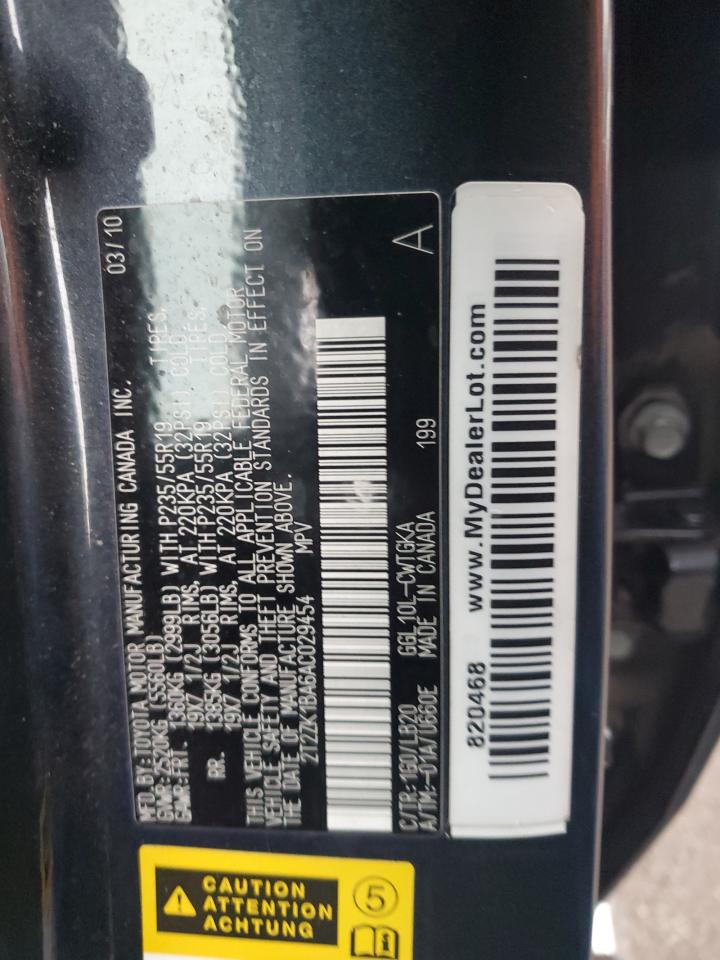 MFD. BY: TOYOTA MOTOR MANUFACTURING CANADA INC. 03/10
GVWR: 2520KG (5560LB)
GAWR: FRT. 1360KG (2999LB) WITH P235/55R19 TIRES,
19X7 1/2J RIMS, AT 220KPA (32PSI) COLD.
RR. 1385KG (3056LB) WITH P235/55R19 TIRES,
19X7 1/2J RIMS, AT 220KPA (32PSI) COLD.
THIS VEHICLE CONFORMS TO ALL APPLICABLE FEDERAL MOTOR
VEHICLE SAFETY AND THEFT PREVENTION STANDARDS IN EFFECT ON
THE DATE OF MANUFACTURE SHOWN ABOVE.
2T2ZK1BA6AC029454 MPV
C/TR: 1G0/LB20 GGL10L-CWTGKA 199 A
A/TM: -01A/U660E MADE IN CANADA
820468 www.MyDealerLot.com
CAUTION
ATTENTION
ACHTUNG
5